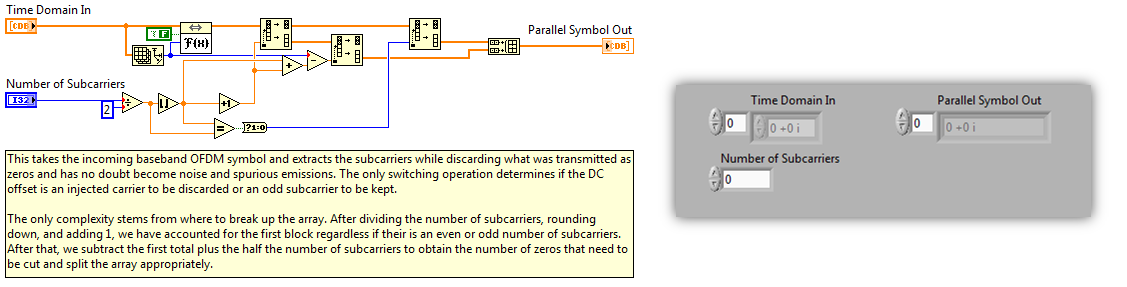 Time Domain In
[CDB]
F
F(X)
Parallel Symbol Out
[CDB]
Number of Subcarriers
I32
2
÷
+1
+
-
=
?1:0
This takes the incoming baseband OFDM symbol and extracts the subcarriers while discarding what was transmitted as
zeros and has no doubt become noise and spurious emissions. The only switching operation determines if the DC
offset is an injected carrier to be discarded or an odd subcarrier to be kept.
The only complexity stems from where to break up the array. After dividing the number of subcarriers, rounding
down, and adding 1, we have accounted for the first block regardless if their is an even or odd number of subcarriers.
After that, we subtract the first total plus the half the number of subcarriers to obtain the number of zeros that need to
be cut and split the array appropriately.
Time Domain In
0
0 +0 i
Parallel Symbol Out
0
0 +0 i
Number of Subcarriers
0